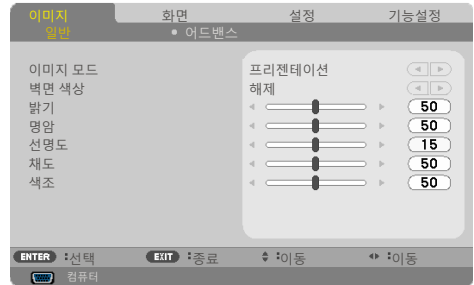 이미지 화면 설정 기능설정
일반 • 어드밴스
이미지 모드 프리젠테이션
벽면 색상 해제
밝기 50
명암 50
선명도 15
채도 50
색조 50
ENTER :선택 EXIT :종료 :이동 :이동
컴퓨터